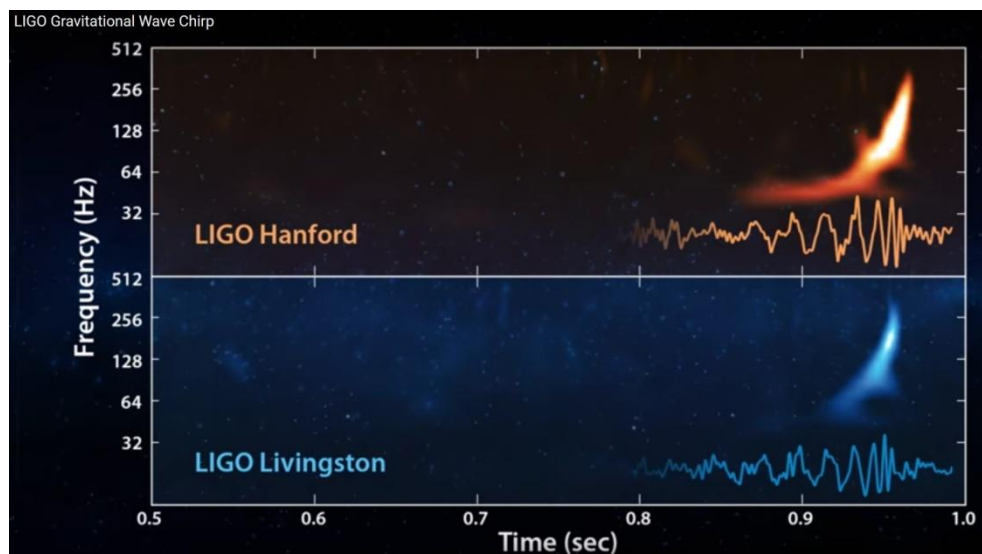 LIGO Gravitational Wave Chirp
512
256
128
64
32
LIGO Hanford
512
256
128
64
32
LIGO Livingston
Frequency (Hz)
0.5 0.6 0.7 0.8 0.9 1.0
Time (sec)